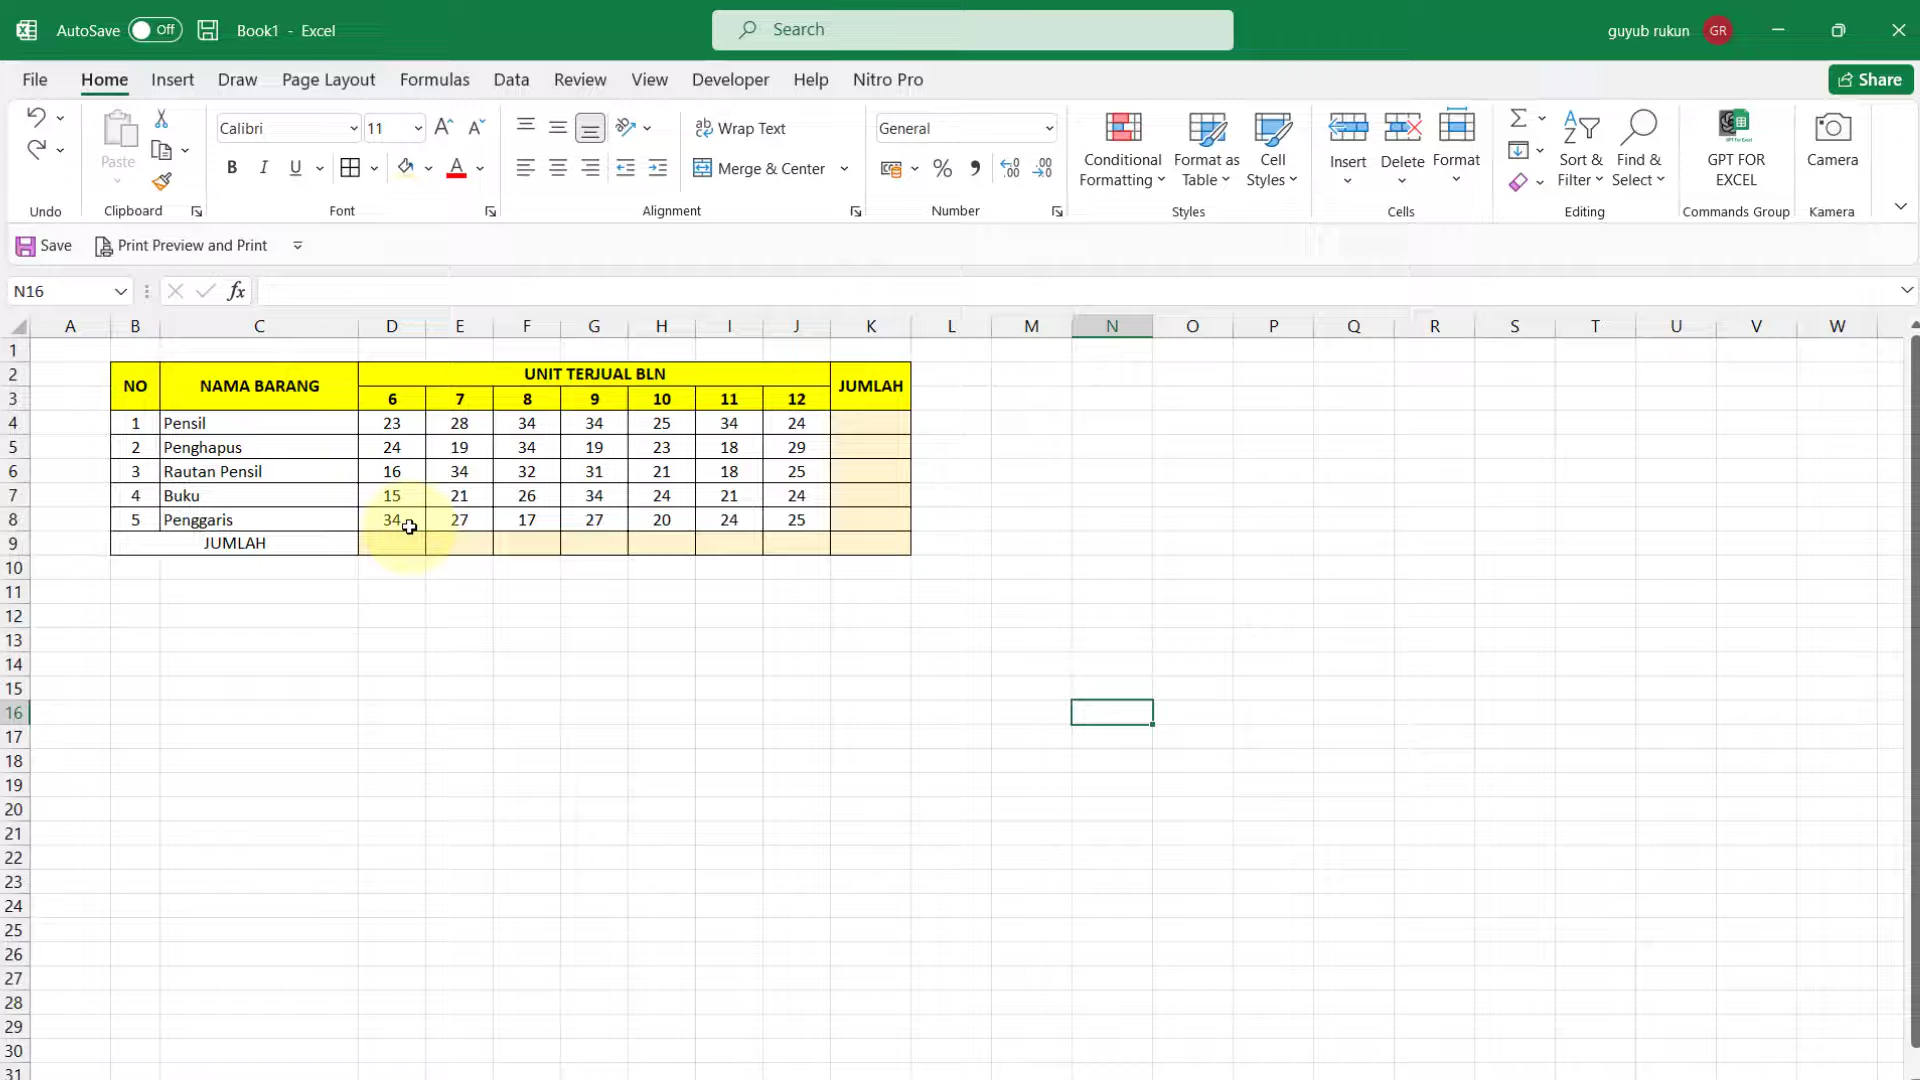 AutoSave Off Book1 - Excel Search guyub rukun GR
File Home Insert Draw Page Layout Formulas Data Review View Developer Help Nitro Pro Share
Paste Calibri 11 Wrap Text General Conditional Formatting Format as Table Cell Styles Insert Delete Format Sort & Filter Find & Select GPT FOR EXCEL Camera
B I U A Merge & Center % ,
Undo Clipboard Font Alignment Number Styles Cells Editing Commands Group Kamera
Save Print Preview and Print
N16 fx
A B C D E F G H I J K L M N O P Q R S T U V W
1
2 NO NAMA BARANG UNIT TERJUAL BLN JUMLAH
3 6 7 8 9 10 11 12
4 1 Pensil 23 28 34 34 25 34 24
5 2 Penghapus 24 19 34 19 23 18 29
6 3 Rautan Pensil 16 34 32 31 21 18 25
7 4 Buku 15 21 26 34 24 21 24
8 5 Penggaris 34 27 17 27 20 24 25
9 JUMLAH
10
11
12
13
14
15
16
17
18
19
20
21
22
23
24
25
26
27
28
29
30
31